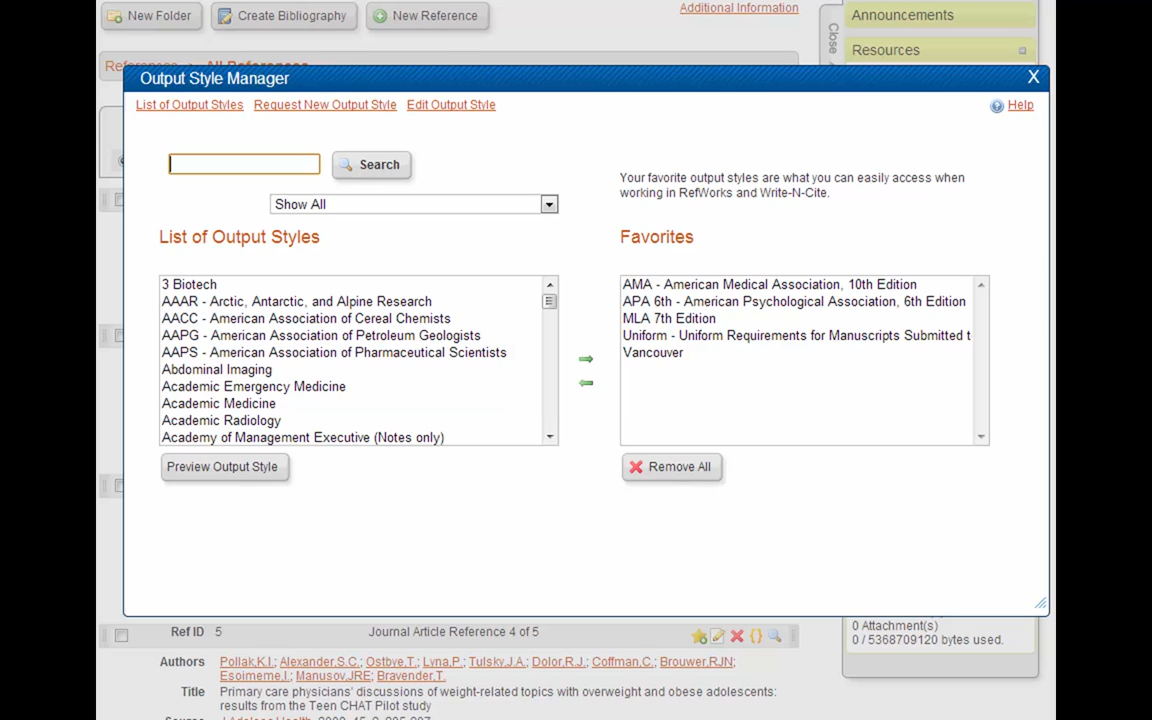 New Folder
Create Bibliography
New Reference
Additional Information
Close
Announcements
Resources
Output Style Manager
X
List of Output Styles
Request New Output Style
Edit Output Style
Help
Search
Show All
Your favorite output styles are what you can easily access when
working in RefWorks and Write-N-Cite.
List of Output Styles
3 Biotech
AAAR - Arctic, Antarctic, and Alpine Research
AACC - American Association of Cereal Chemists
AAPG - American Association of Petroleum Geologists
AAPS - American Association of Pharmaceutical Scientists
Abdominal Imaging
Academic Emergency Medicine
Academic Medicine
Academic Radiology
Academy of Management Executive (Notes only)
Preview Output Style
Favorites
AMA - American Medical Association, 10th Edition
APA 6th - American Psychological Association, 6th Edition
MLA 7th Edition
Uniform - Uniform Requirements for Manuscripts Submitted t
Vancouver
Remove All
0 Attachment(s)
0 / 5368709120 bytes used.
Ref ID 5
Journal Article Reference 4 of 5
Authors Pollak,K.I.; Alexander,S.C.; Ostbye,T.; Lyna,P.; Tulsky,J.A.; Dolor,R.J.; Coffman,C.; Brouwer,RJN;
Esoimeme,I.; Manusov,JRE; Bravender,T.
Title Primary care physicians' discussions of weight-related topics with overweight and obese adolescents:
results from the Teen CHAT Pilot study